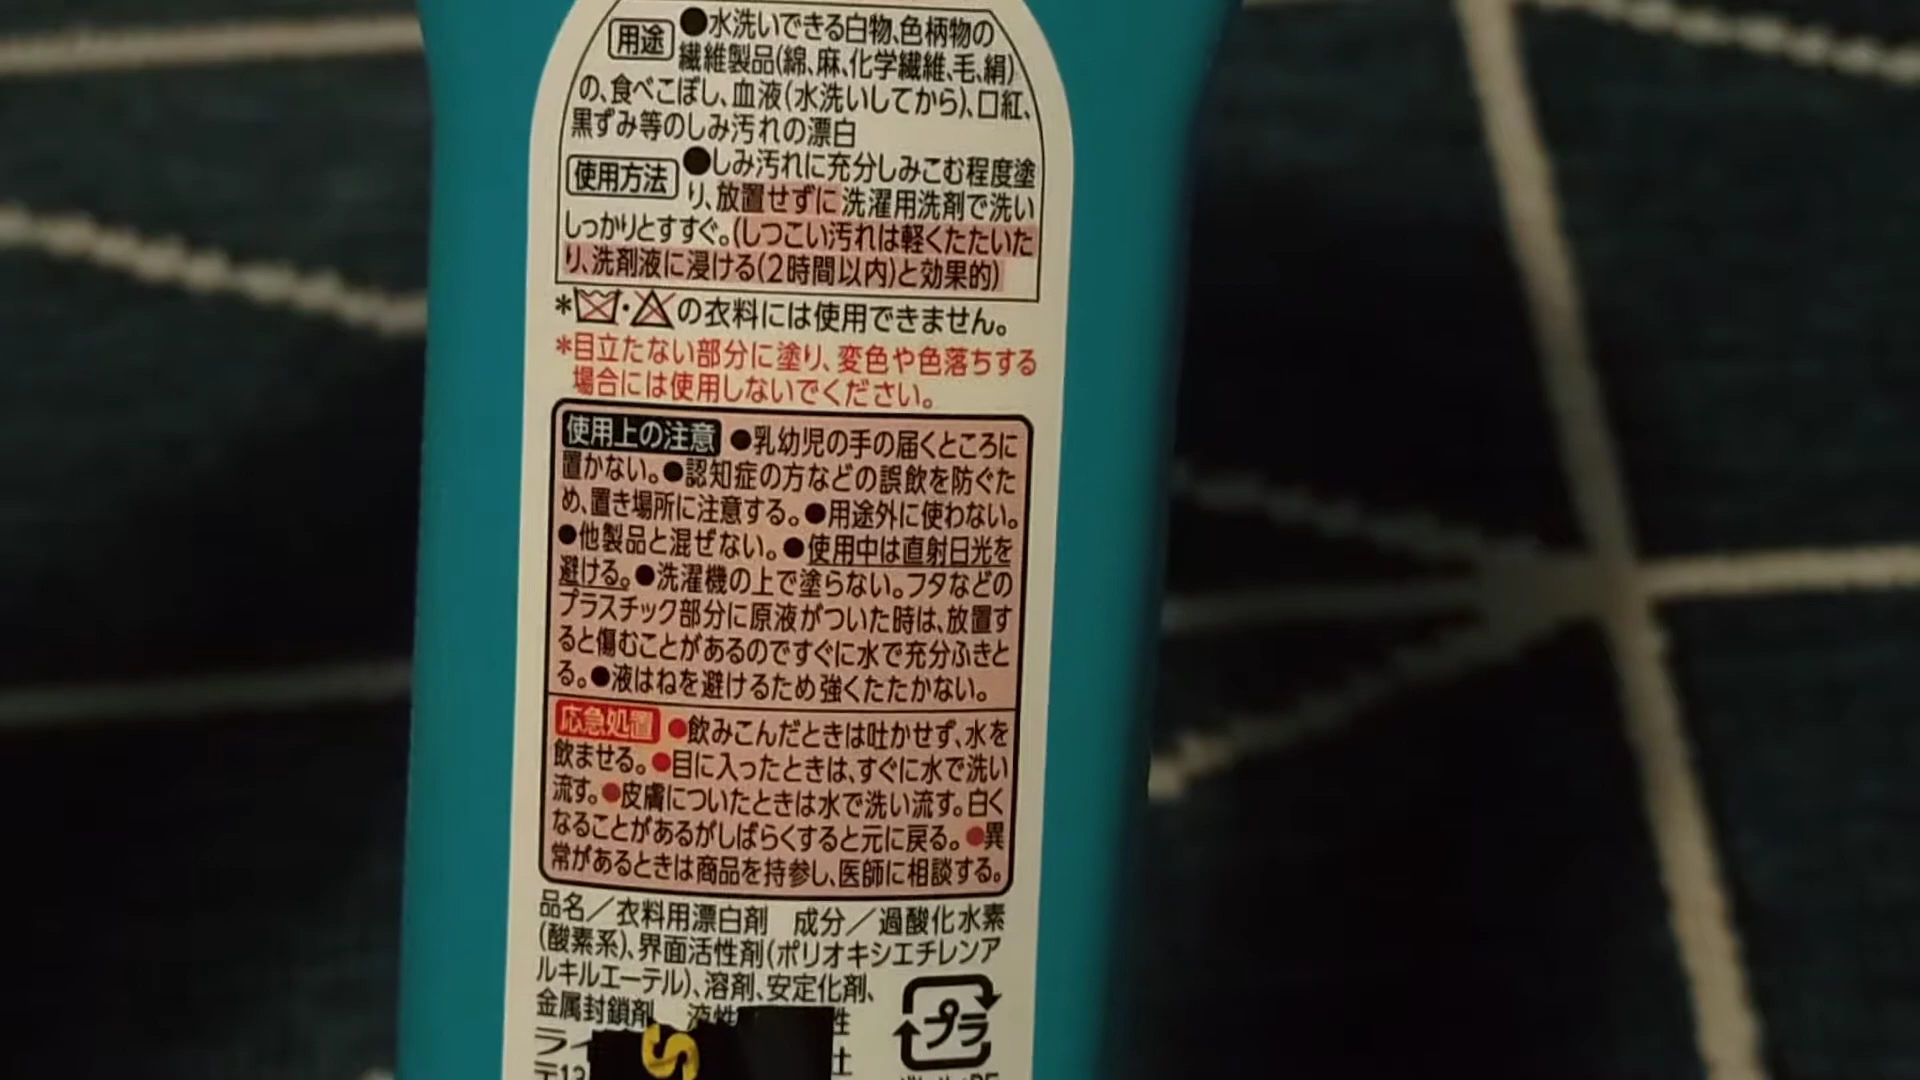 用途 ●水洗いできる白物、色柄物の
繊維製品(綿、麻、化学繊維、毛、絹)
の、食べこぼし、血液(水洗いしてから)、口紅、
黒ずみ等のしみ汚れの漂白
使用方法 ●しみ汚れに充分しみこむ程度塗
り、放置せずに洗濯用洗剤で洗い
しっかりとすすぐ。(しつこい汚れは軽くたたいた
り、洗剤液に浸ける(2時間以内)と効果的)
*・の衣料には使用できません。
*目立たない部分に塗り、変色や色落ちする
場合には使用しないでください。
使用上の注意 ●乳幼児の手の届くところに
置かない。●認知症の方などの誤飲を防ぐた
め、置き場所に注意する。●用途外に使わない。
●他製品と混ぜない。●使用中は直射日光を
避ける。●洗濯機の上で塗らない。フタなどの
プラスチック部分に原液がついた時は、放置す
ると傷むことがあるのですぐに水で充分ふきと
る。●液はねを避けるため強くたたかない。
応急処置 ●飲みこんだときは吐かせず、水を
飲ませる。●目に入ったときは、すぐに水で洗い
流す。●皮膚についたときは水で洗い流す。白く
なることがあるがしばらくすると元に戻る。●異
常があるときは商品を持参し、医師に相談する。
品名/衣料用漂白剤 成分/過酸化水素
(酸素系)、界面活性剤(ポリオキシエチレンア
ルキルエーテル)、溶剤、安定化剤、
金属封鎖剤 液性 性
プラ
ライ S 社
〒13